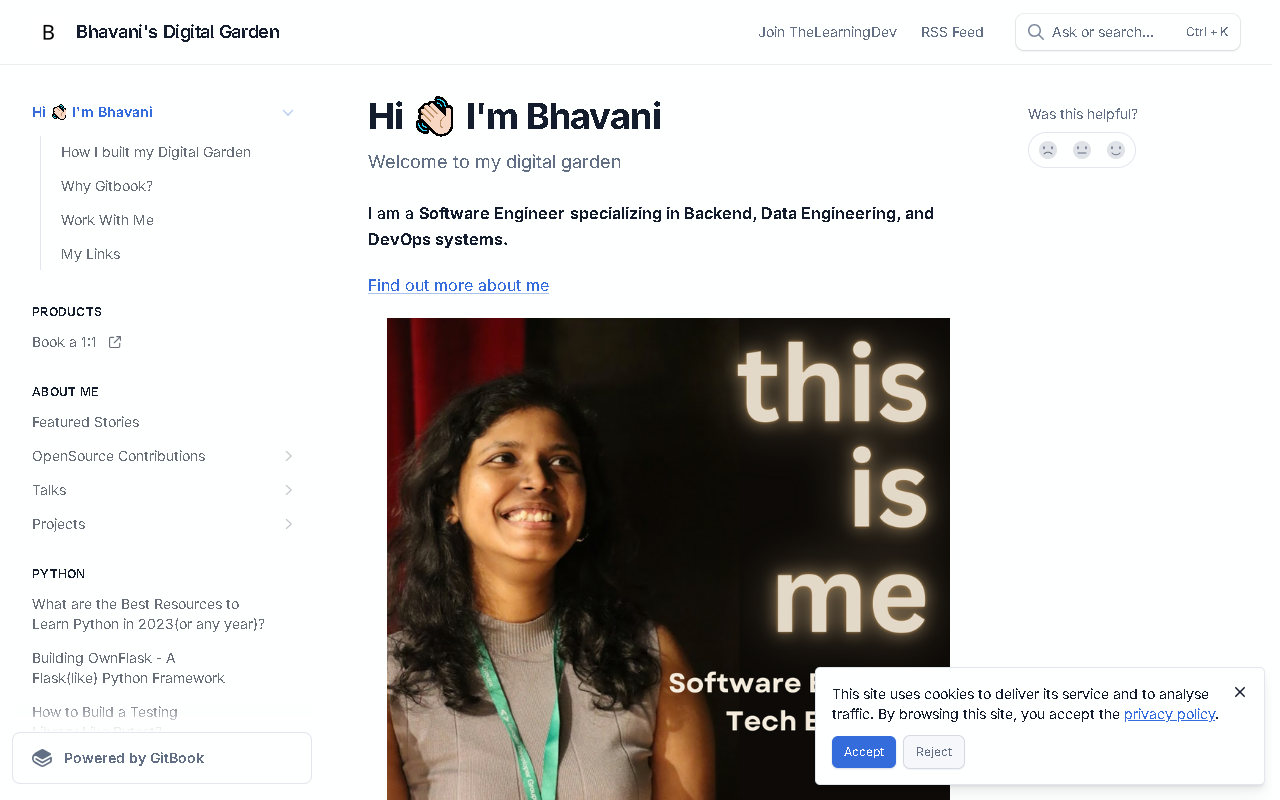 B
Bhavani's Digital Garden
Join TheLearningDev
RSS Feed
Ask or search...
Ctrl + K
Hi 👋🏻 I'm Bhavani
How I built my Digital Garden
Why Gitbook?
Work With Me
My Links
PRODUCTS
Book a 1:1
ABOUT ME
Featured Stories
OpenSource Contributions
Talks
Projects
PYTHON
What are the Best Resources to
Learn Python in 2023(or any year)?
Building OwnFlask - A
Flask(like) Python Framework
How to Build a Testing
Powered by GitBook
Hi 👋🏻 I'm Bhavani
Welcome to my digital garden
I am a Software Engineer specializing in Backend, Data Engineering, and
DevOps systems.
Find out more about me
this
is
me
Software
Tech
Was this helpful?
This site uses cookies to deliver its service and to analyse
traffic. By browsing this site, you accept the privacy policy.
Accept
Reject